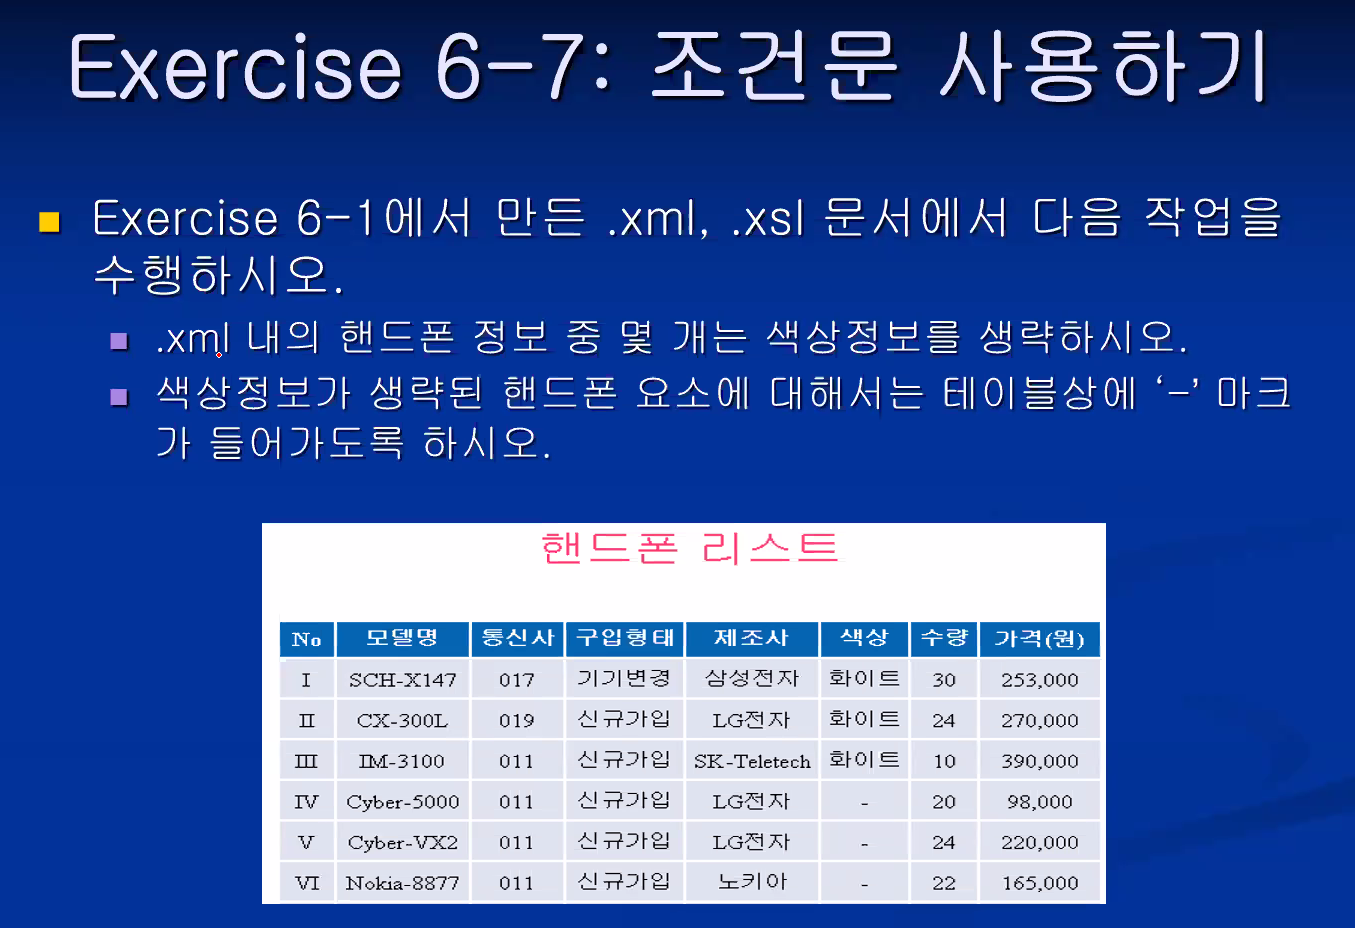 Exercise 6-7: 조건문 사용하기
Exercise 6-1에서 만든 .xml, .xsl 문서에서 다음 작업을
수행하시오.
.xml 내의 핸드폰 정보 중 몇 개는 색상정보를 생략하시오.
색상정보가 생략된 핸드폰 요소에 대해서는 테이블상에 ‘-’ 마크
가 들어가도록 하시오.
핸드폰 리스트
No 모델명 통신사 구입형태 제조사 색상 수량 가격(원)
I SCH-X147 017 기기변경 삼성전자 화이트 30 253,000
II CX-300L 019 신규가입 LG전자 화이트 24 270,000
III IM-3100 011 신규가입 SK-Teletech 화이트 10 390,000
IV Cyber-5000 011 신규가입 LG전자 - 20 98,000
V Cyber-VX2 011 신규가입 LG전자 - 24 220,000
VI Nokia-8877 011 신규가입 노키아 - 22 165,000